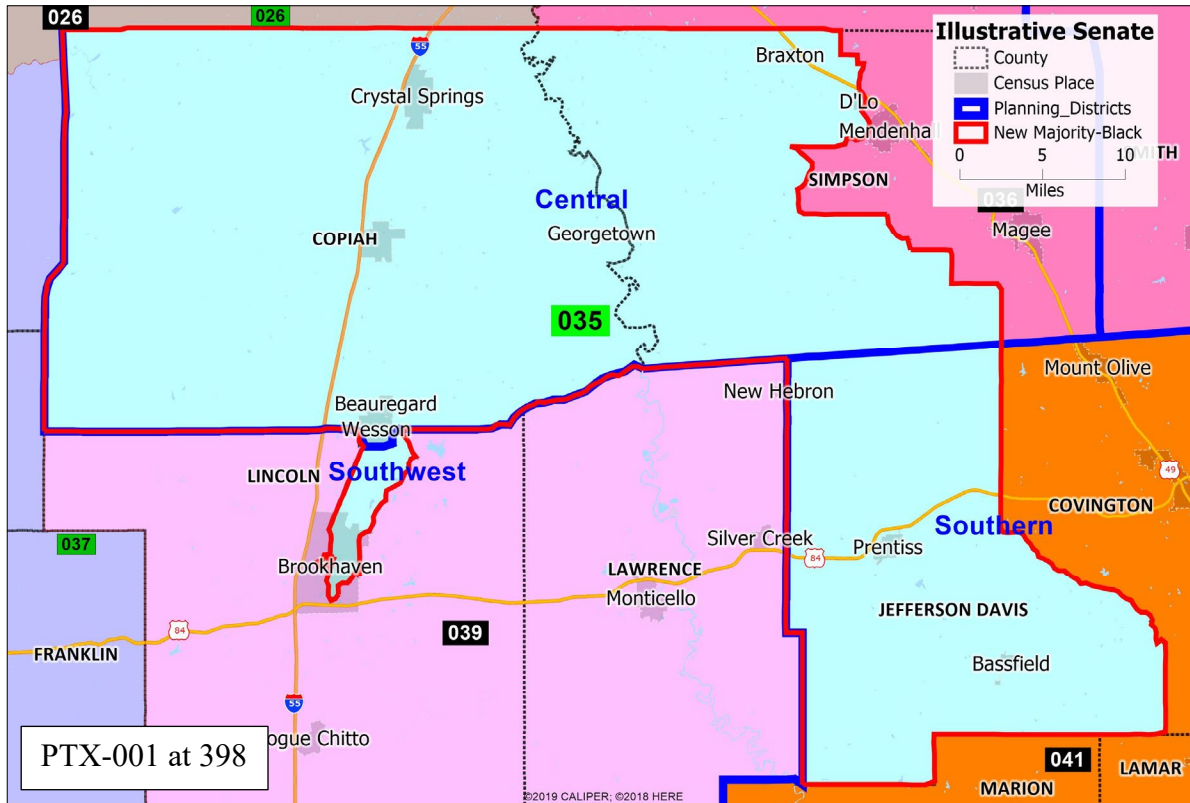 026
026
Illustrative Senate
County
Census Place
Planning_Districts
New Majority-Black
0 5 10
Miles
55
Braxton
Crystal Springs
D'Lo
Mendenhall
SIMPSON
Central
036
COPIAH
Georgetown
Magee
035
Mount Olive
New Hebron
Beauregard
Wesson
LINCOLN
Southwest
49
COVINGTON
Southern
037
Silver Creek
Prentiss
84
Brookhaven
LAWRENCE
Monticello
JEFFERSON DAVIS
84
039
FRANKLIN
Bassfield
55
ogue Chitto
PTX-001 at 398
041
LAMAR
MARION
©2019 CALIPER; ©2018 HERE